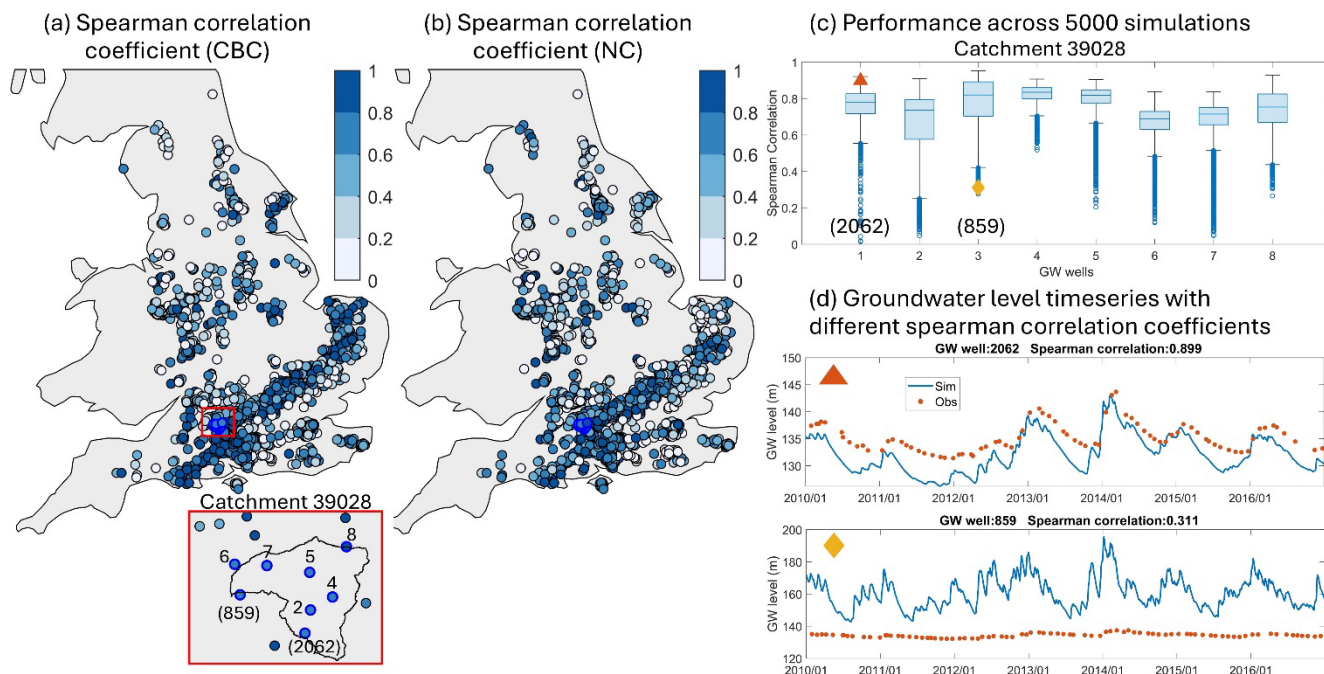 (a) Spearman correlation
coefficient (CBC)
1
0.8
0.6
0.4
0.2
0
Catchment 39028
6
7
5
8
4
2
(859)
(2062)
(b) Spearman correlation
coefficient (NC)
1
0.8
0.6
0.4
0.2
0
(c) Performance across 5000 simulations
Catchment 39028
Spearman Correlation
1
0.8
0.6
0.4
0.2
0
(2062)
(859)
1 2 3 4 5 6 7 8
GW wells
(d) Groundwater level timeseries with
different spearman correlation coefficients
GW well:2062 Spearman correlation:0.899
GW level (m)
150
145
140
135
130
Sim
Obs
2010/01 2011/01 2012/01 2013/01 2014/01 2015/01 2016/01
GW well:859 Spearman correlation:0.311
GW level (m)
200
180
160
140
120
2010/01 2011/01 2012/01 2013/01 2014/01 2015/01 2016/01